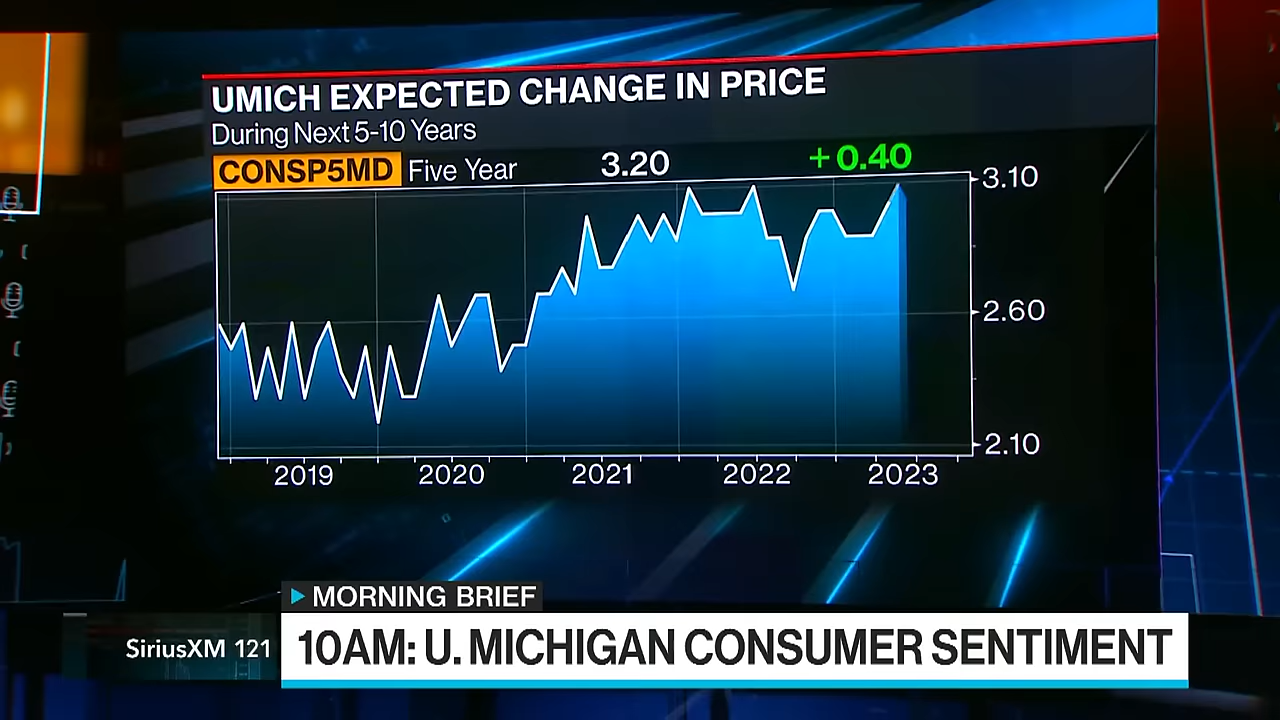 UMICH EXPECTED CHANGE IN PRICE
During Next 5-10 Years
CONSP5MD Five Year 3.20 +0.40
3.10
2.60
2.10
2019 2020 2021 2022 2023
MORNING BRIEF
SiriusXM 121
10AM: U. MICHIGAN CONSUMER SENTIMENT